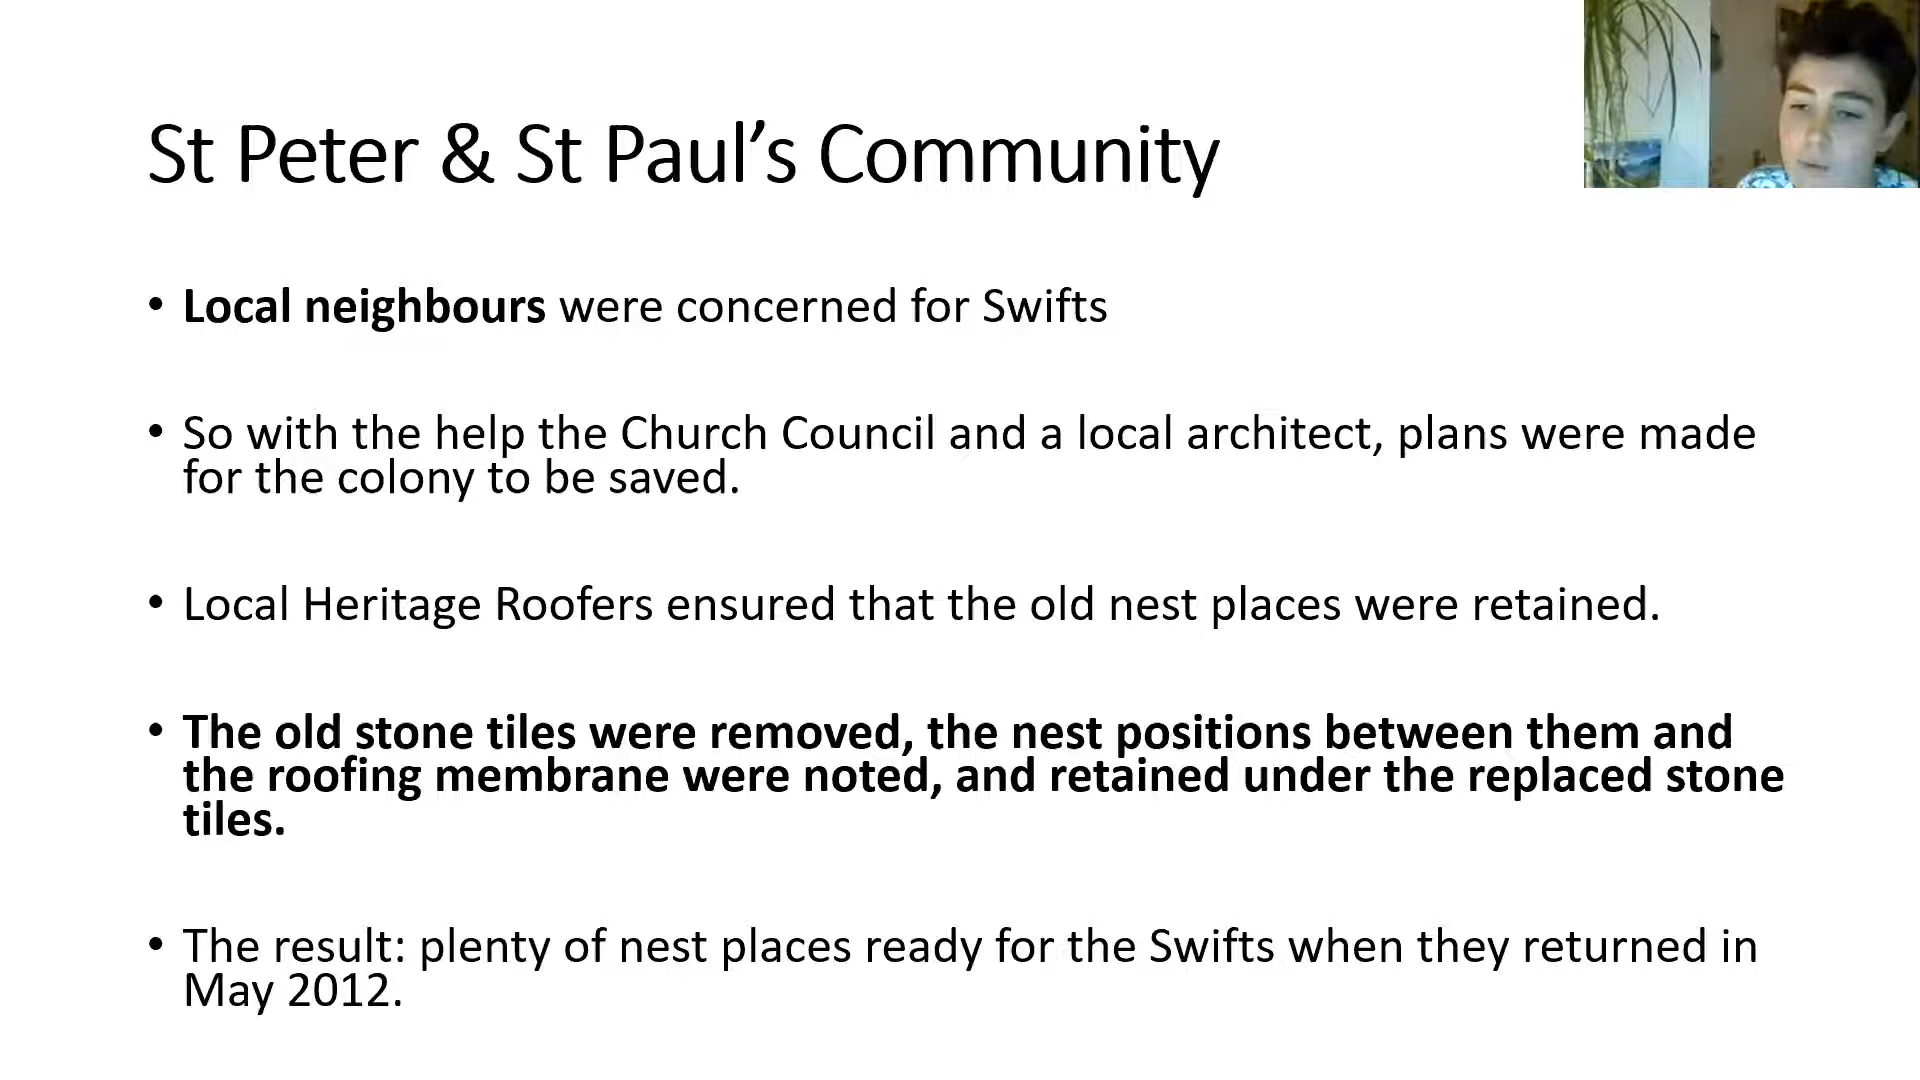 St Peter & St Paul’s Community
• Local neighbours were concerned for Swifts
• So with the help the Church Council and a local architect, plans were made
for the colony to be saved.
• Local Heritage Roofers ensured that the old nest places were retained.
• The old stone tiles were removed, the nest positions between them and
the roofing membrane were noted, and retained under the replaced stone
tiles.
• The result: plenty of nest places ready for the Swifts when they returned in
May 2012.